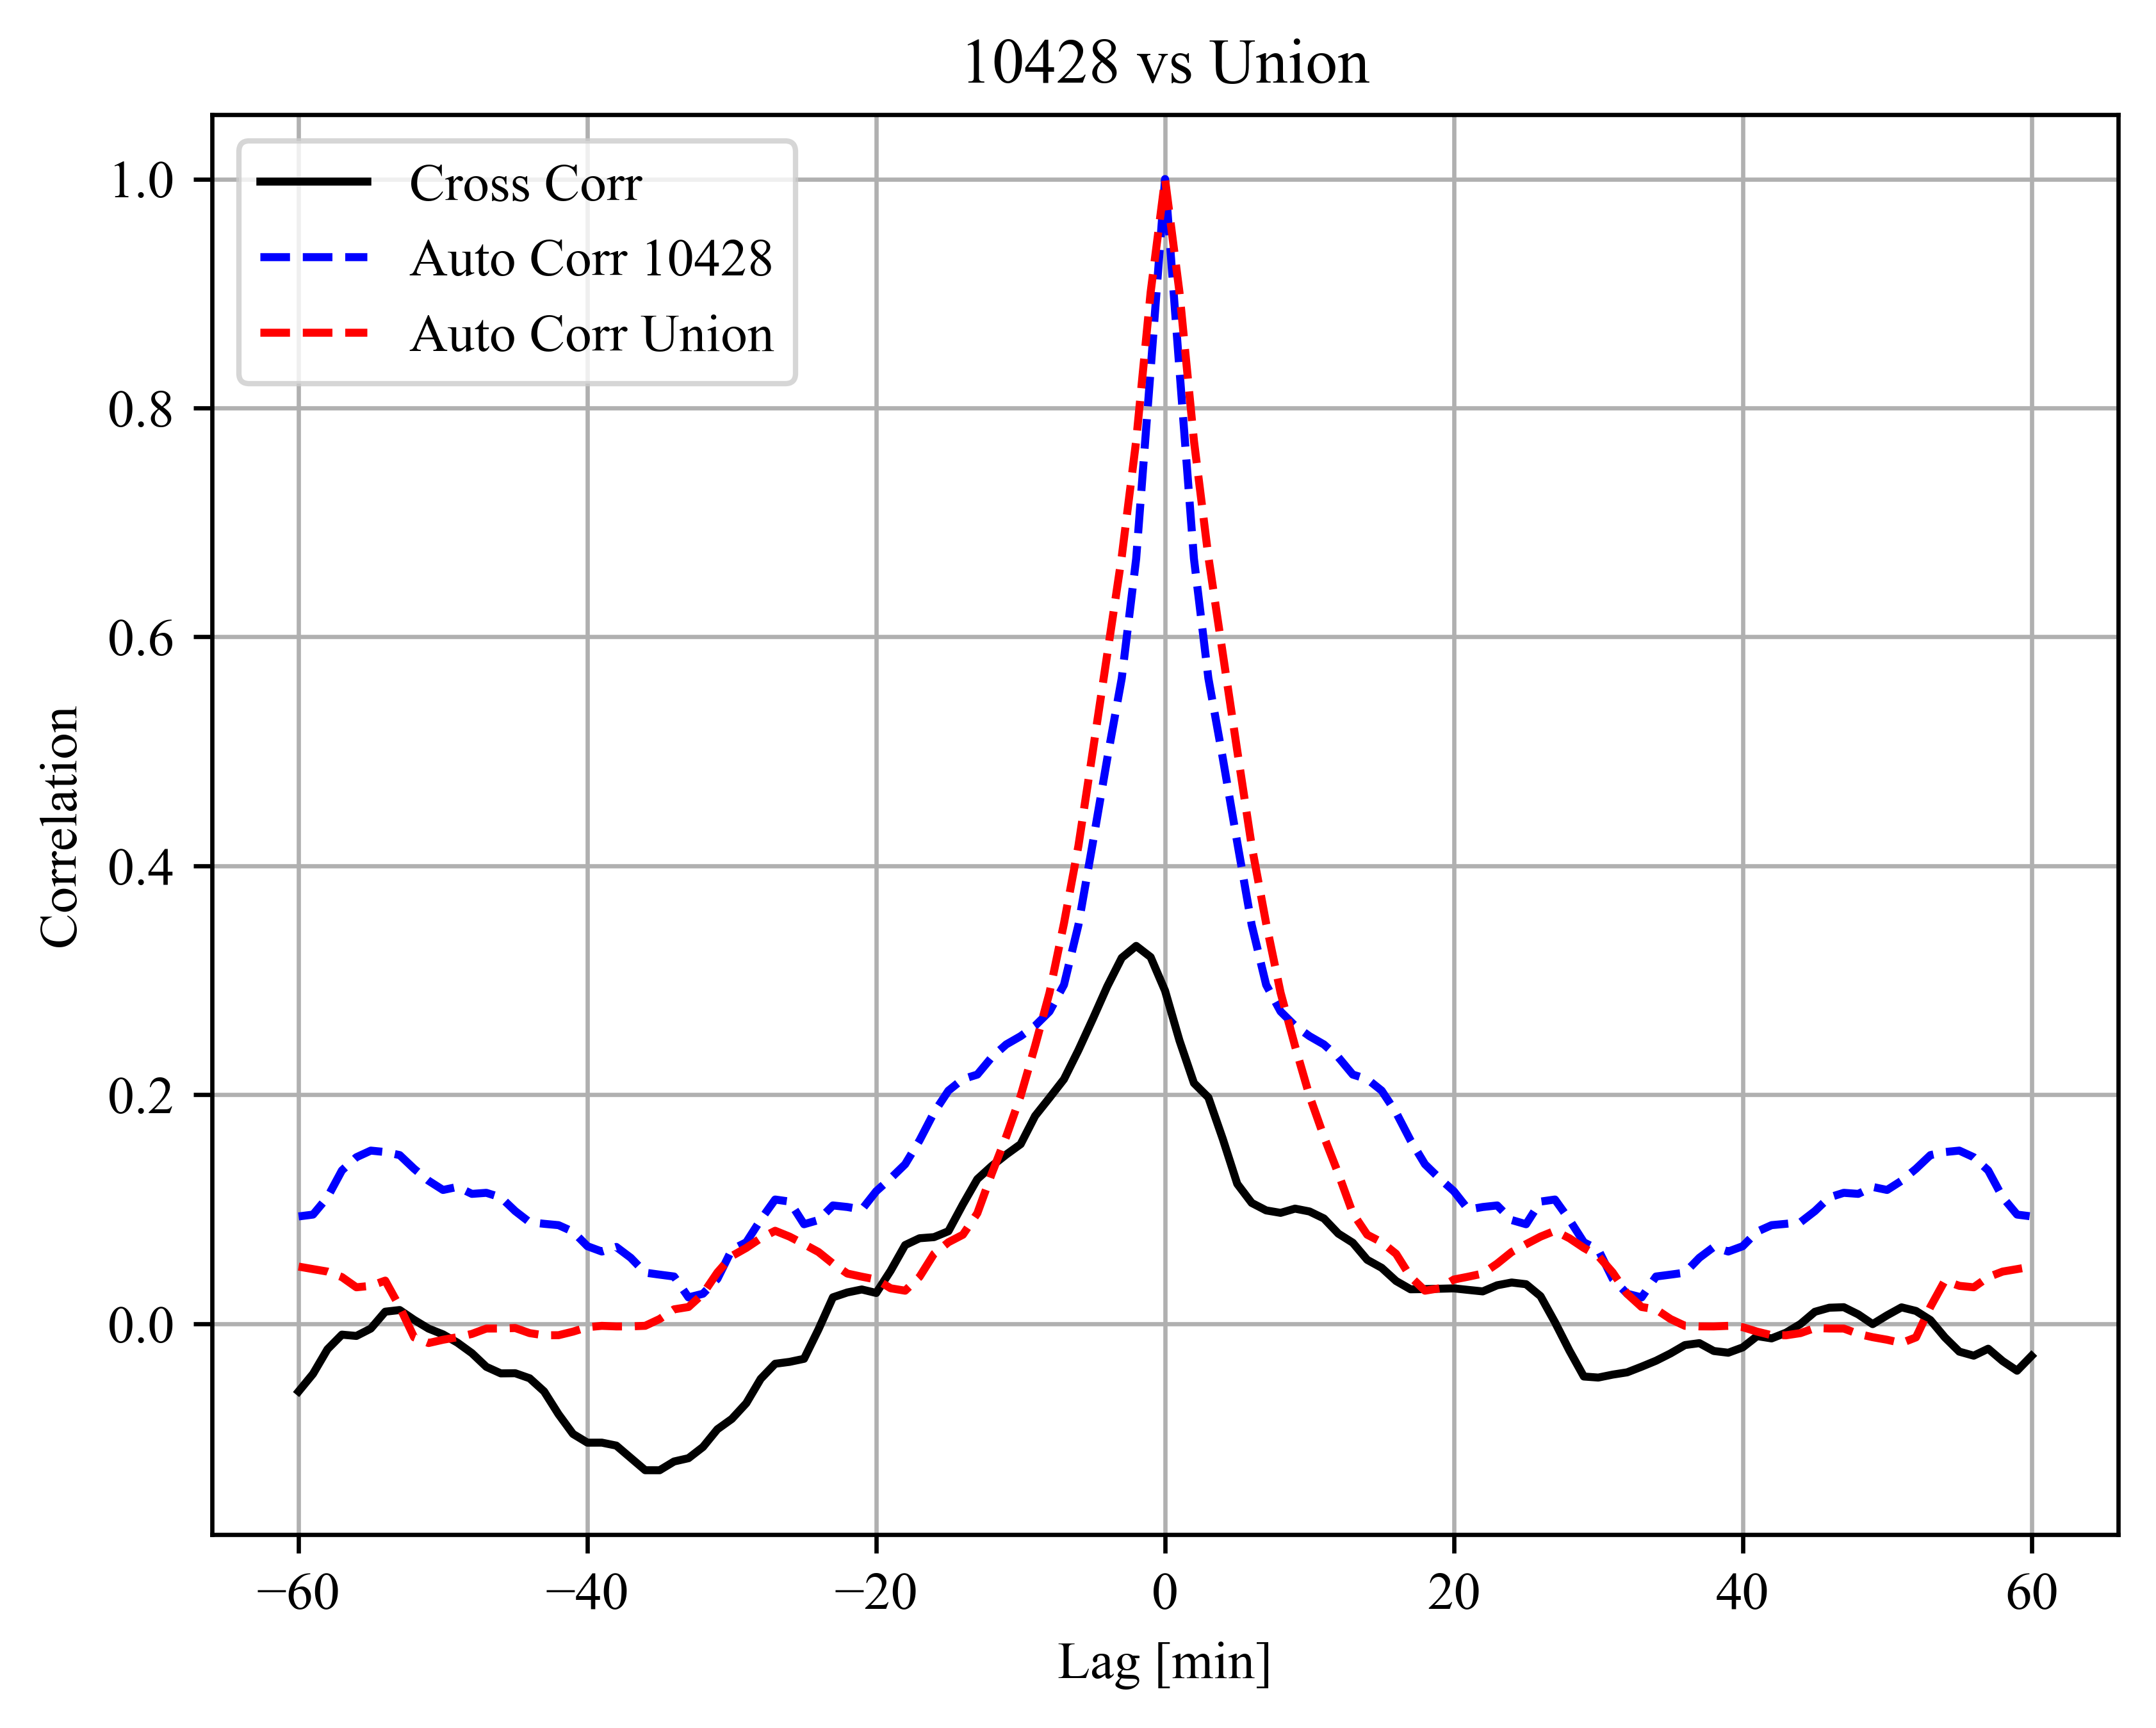 10428 vs Union
Cross Corr
Auto Corr 10428
Auto Corr Union
1.0
0.8
0.6
0.4
0.2
0.0
Correlation
−60
−40
−20
0
20
40
60
Lag [min]